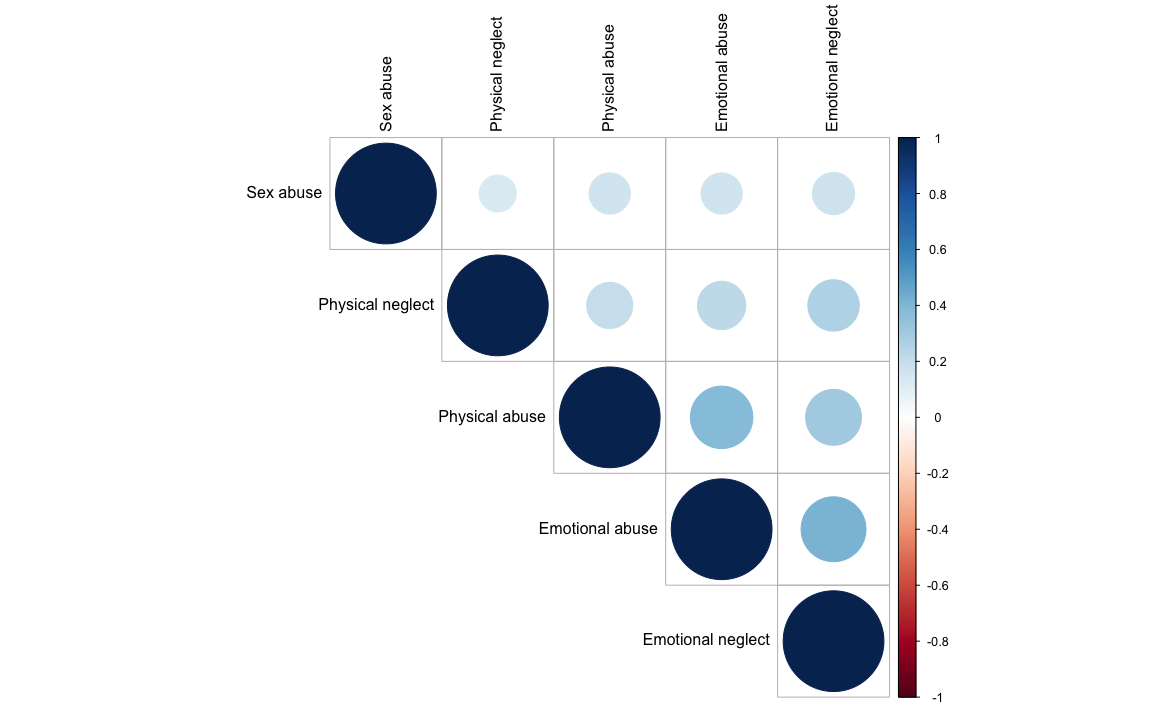 Sex abuse
Physical neglect
Physical abuse
Emotional abuse
Emotional neglect
Sex abuse
Physical neglect
Physical abuse
Emotional abuse
Emotional neglect
1
0.8
0.6
0.4
0.2
0
-0.2
-0.4
-0.6
-0.8
-1